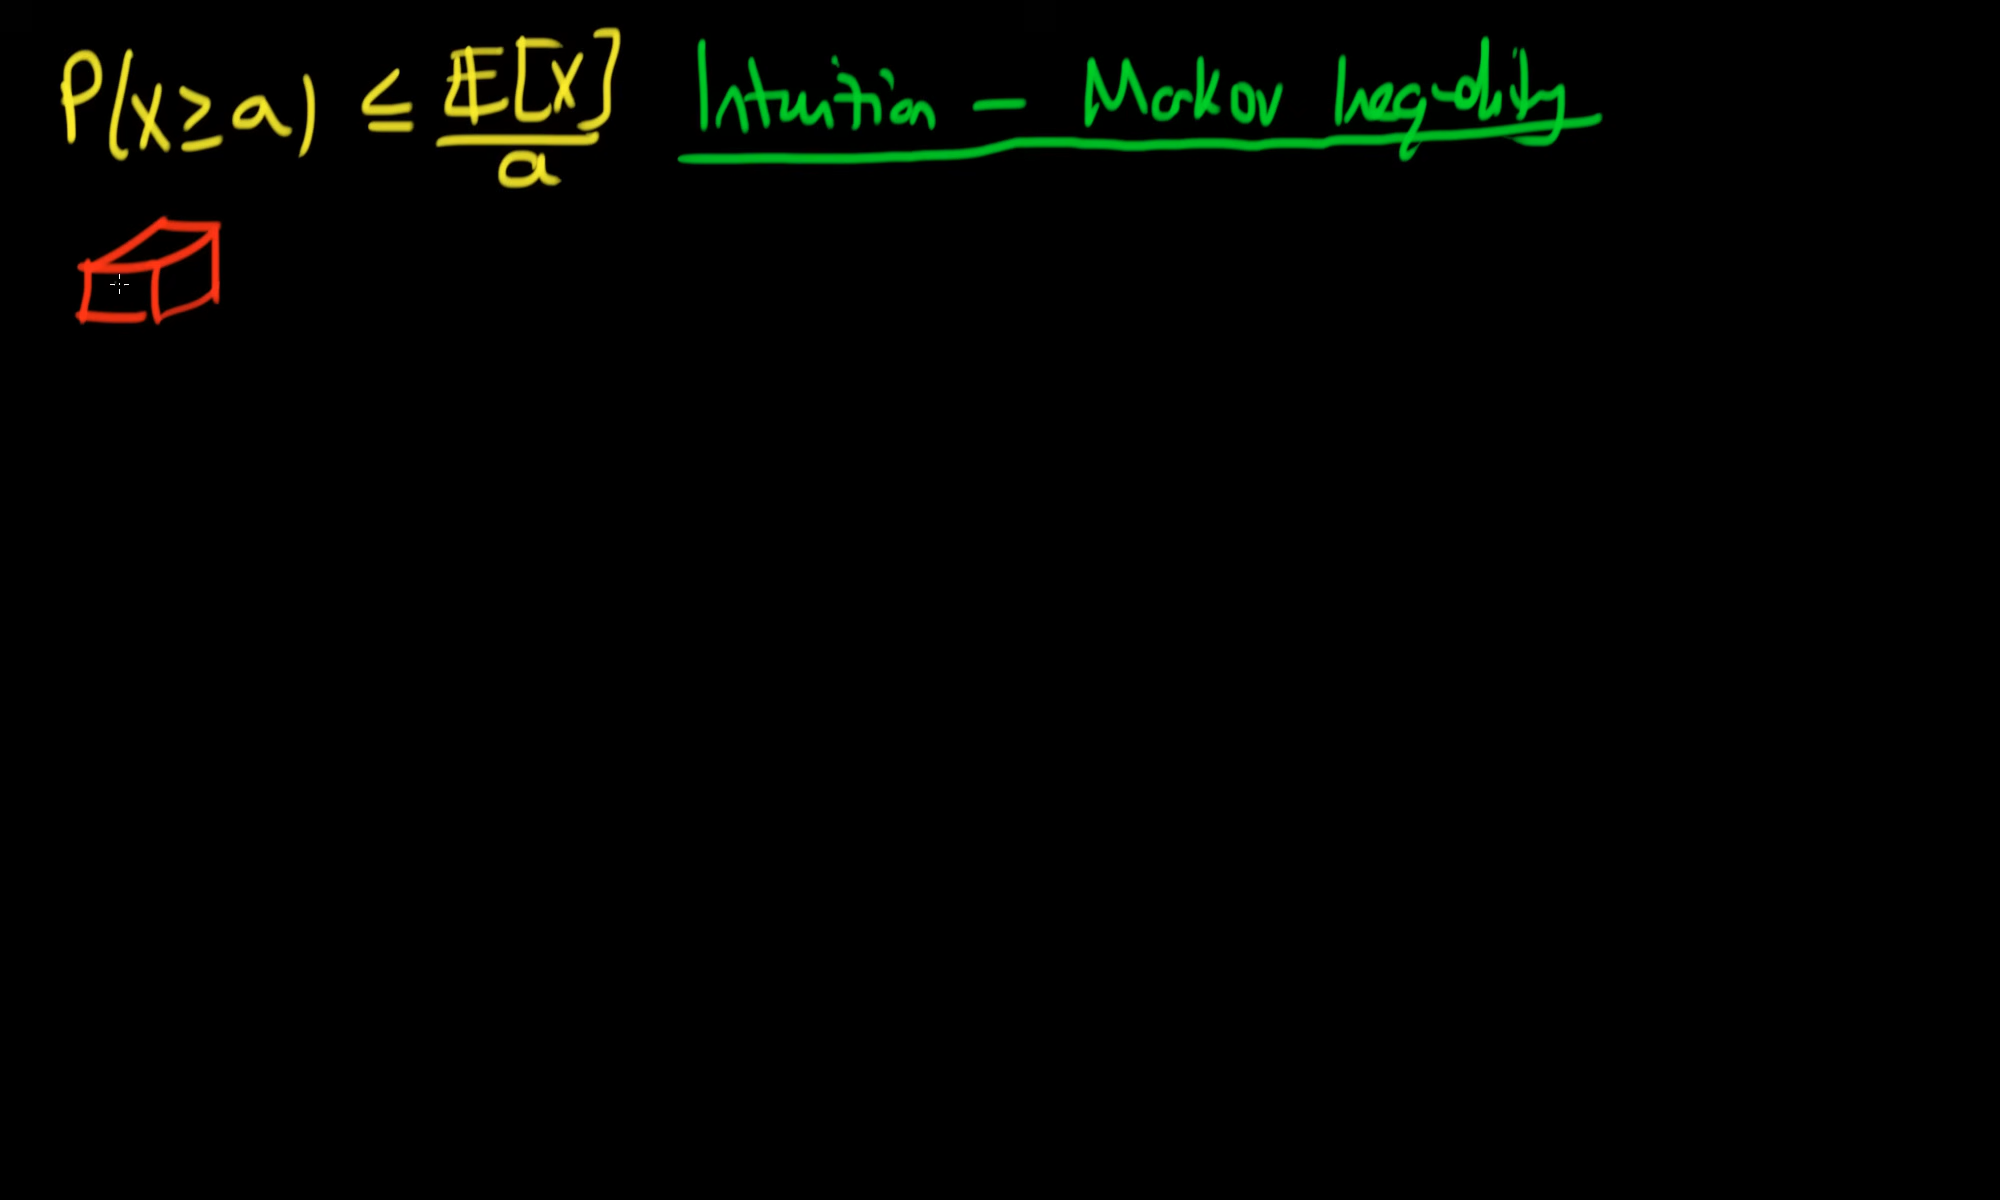 P(X ≥ a) ≤ E[X] / a
Intuition - Markov Inequality